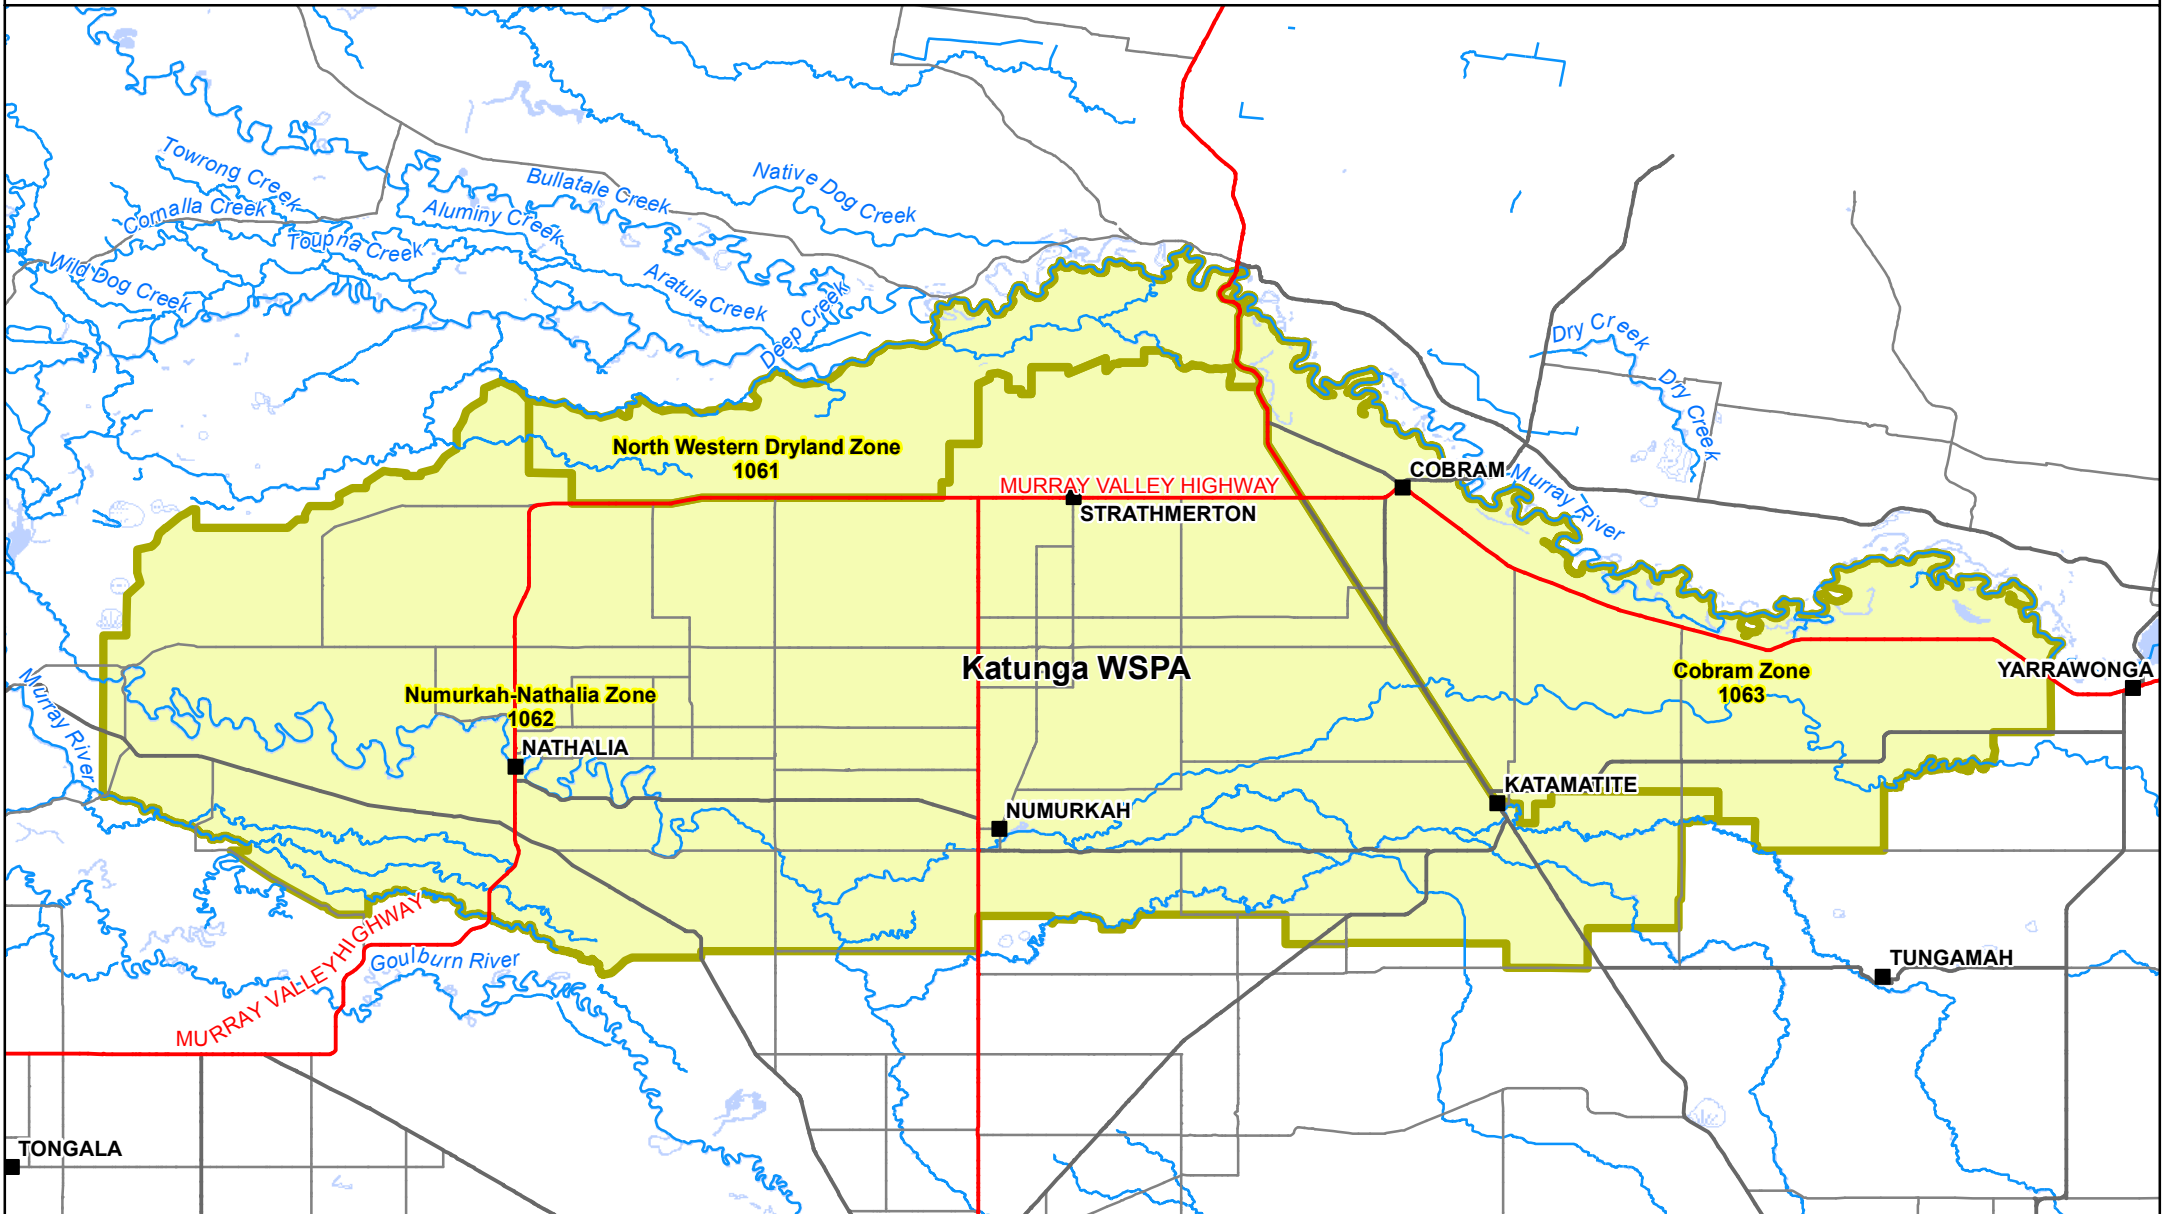 Towrong Creek
Cornalla Creek
Toupna Creek
Wild Dog Creek
Aluminy Creek
Bullatale Creek
Native Dog Creek
Aratula Creek
Deep Creek
Dry Creek
Dry Creek
North Western Dryland Zone
1061
MURRAY VALLEY HIGHWAY
STRATHMERTON
COBRAM
Murray River
Katunga WSPA
Cobram Zone
1063
YARRAWONGA
Murray River
Numurkah-Nathalia Zone
1062
NATHALIA
NUMURKAH
KATAMATITE
MURRAY VALLEY HIGHWAY
Goulburn River
TUNGAMAH
TONGALA